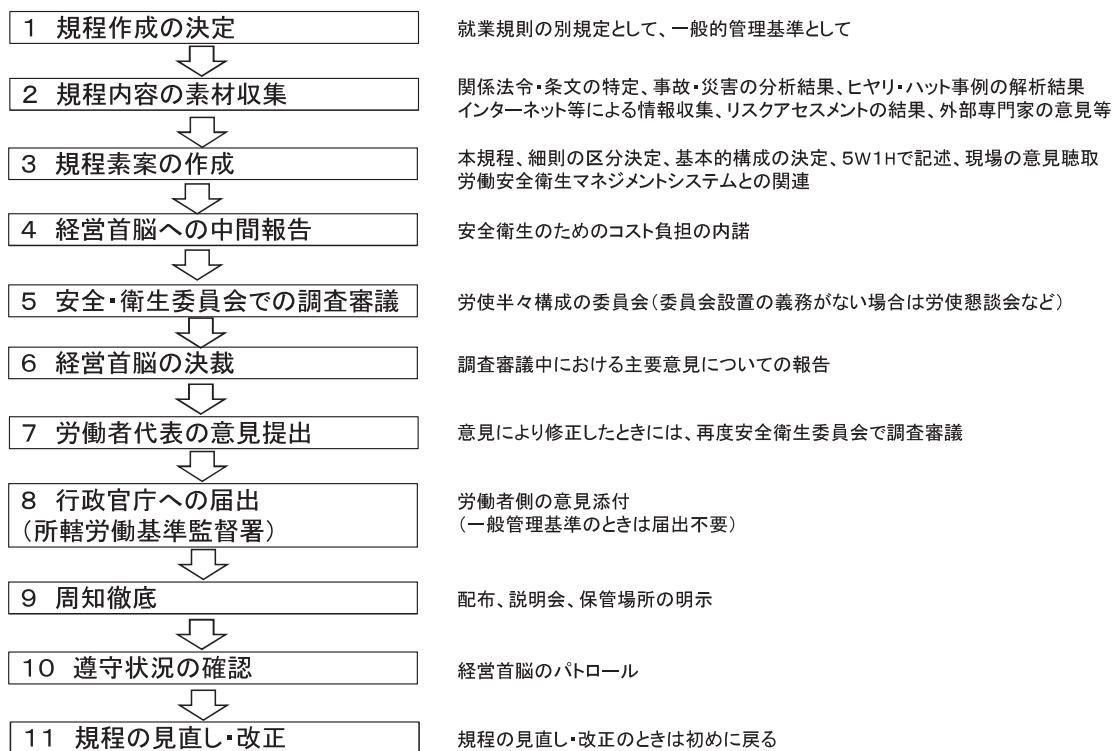 1 規程作成の決定
就業規則の別規定として、一般的管理基準として
2 規程内容の素材収集
関係法令・条文の特定、事故・災害の分析結果、ヒヤリ・ハット事例の解析結果
インターネット等による情報収集、リスクアセスメントの結果、外部専門家の意見等
3 規程素案の作成
本規程、細則の区分決定、基本的構成の決定、5W1Hで記述、現場の意見聴取
労働安全衛生マネジメントシステムとの関連
4 経営首脳への中間報告
安全衛生のためのコスト負担の内諾
5 安全・衛生委員会での調査審議
労使半々構成の委員会(委員会設置の義務がない場合は労使懇談会など)
6 経営首脳の決裁
調査審議中における主要意見についての報告
7 労働者代表の意見提出
意見により修正したときには、再度安全衛生委員会で調査審議
8 行政官庁への届出
(所轄労働基準監督署)
労働者側の意見添付
(一般管理基準のときは届出不要)
9 周知徹底
配布、説明会、保管場所の明示
10 遵守状況の確認
経営首脳のパトロール
11 規程の見直し・改正
規程の見直し・改正のときは初めに戻る